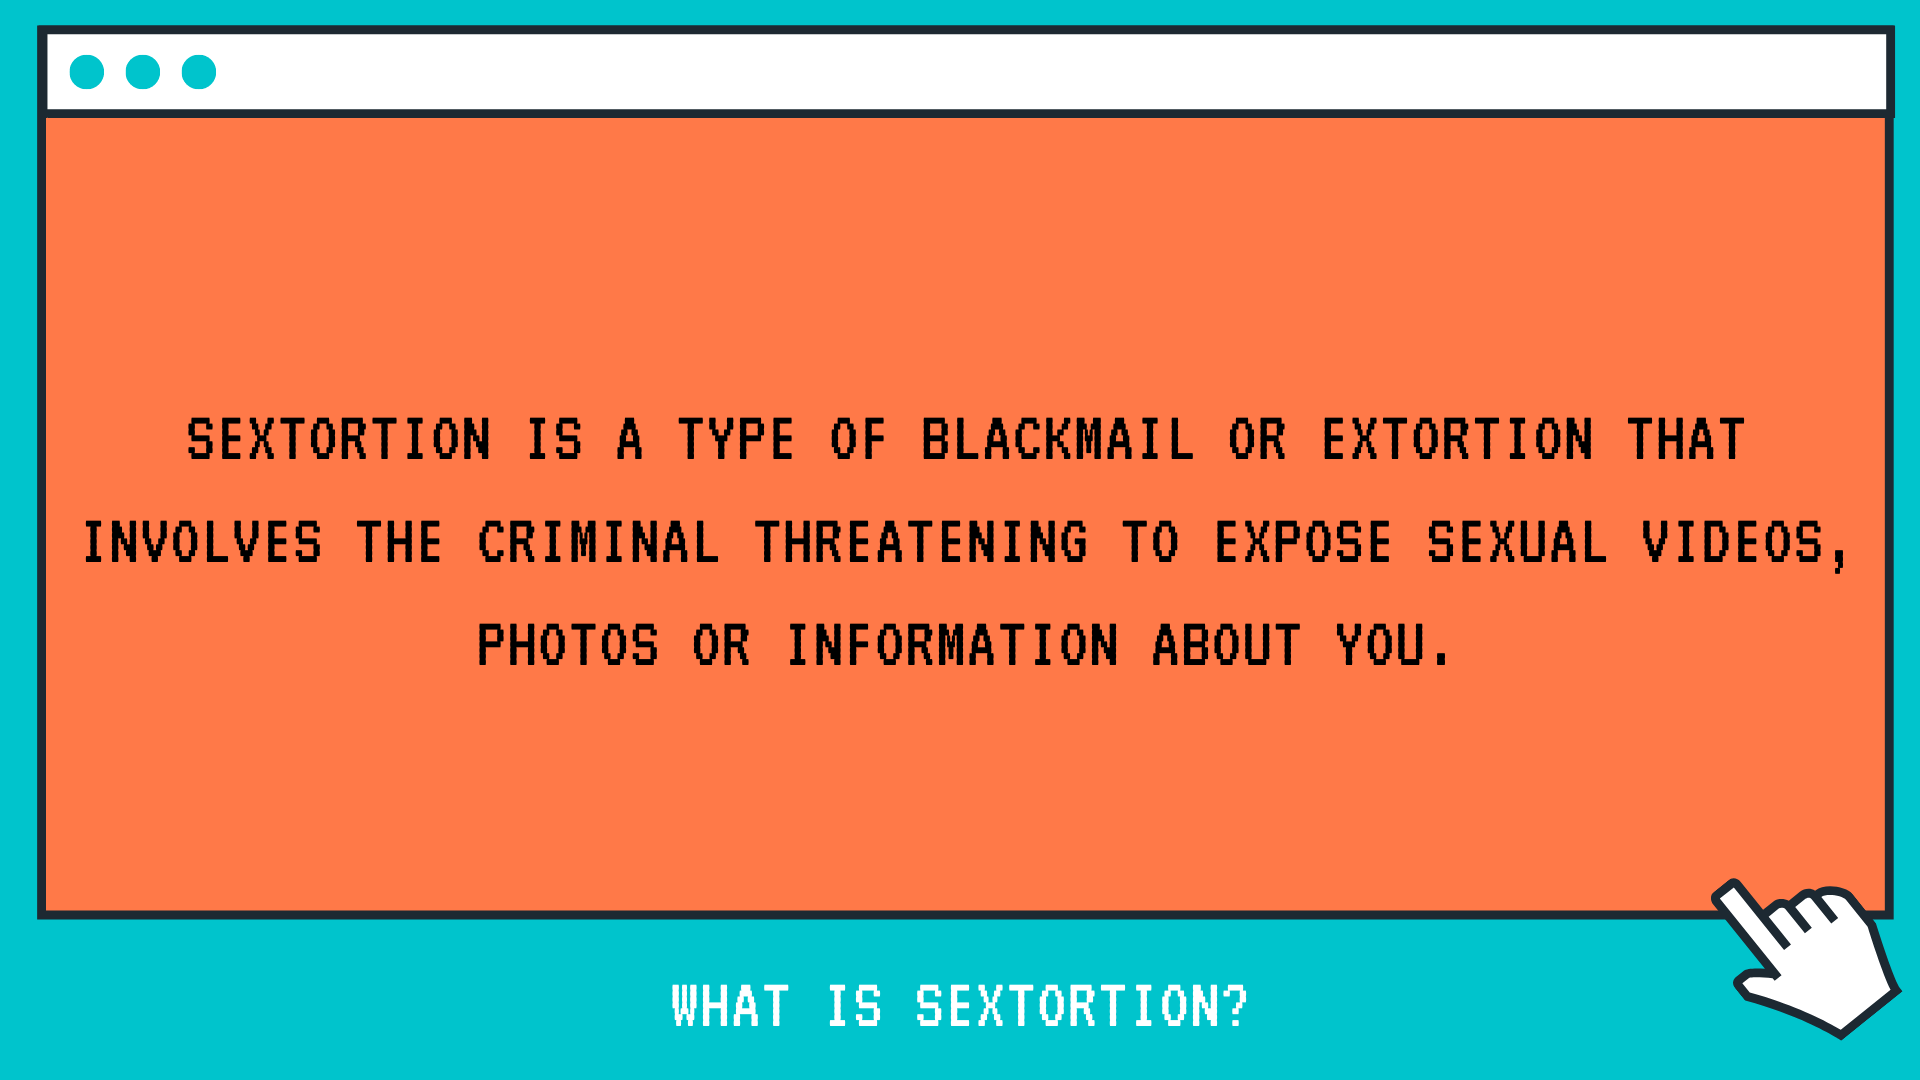 SEXTORTION IS A TYPE OF BLACKMAIL OR EXTORTION THAT
INVOLVES THE CRIMINAL THREATENING TO EXPOSE SEXUAL VIDEOS,
PHOTOS OR INFORMATION ABOUT YOU.
WHAT IS SEXTORTION?